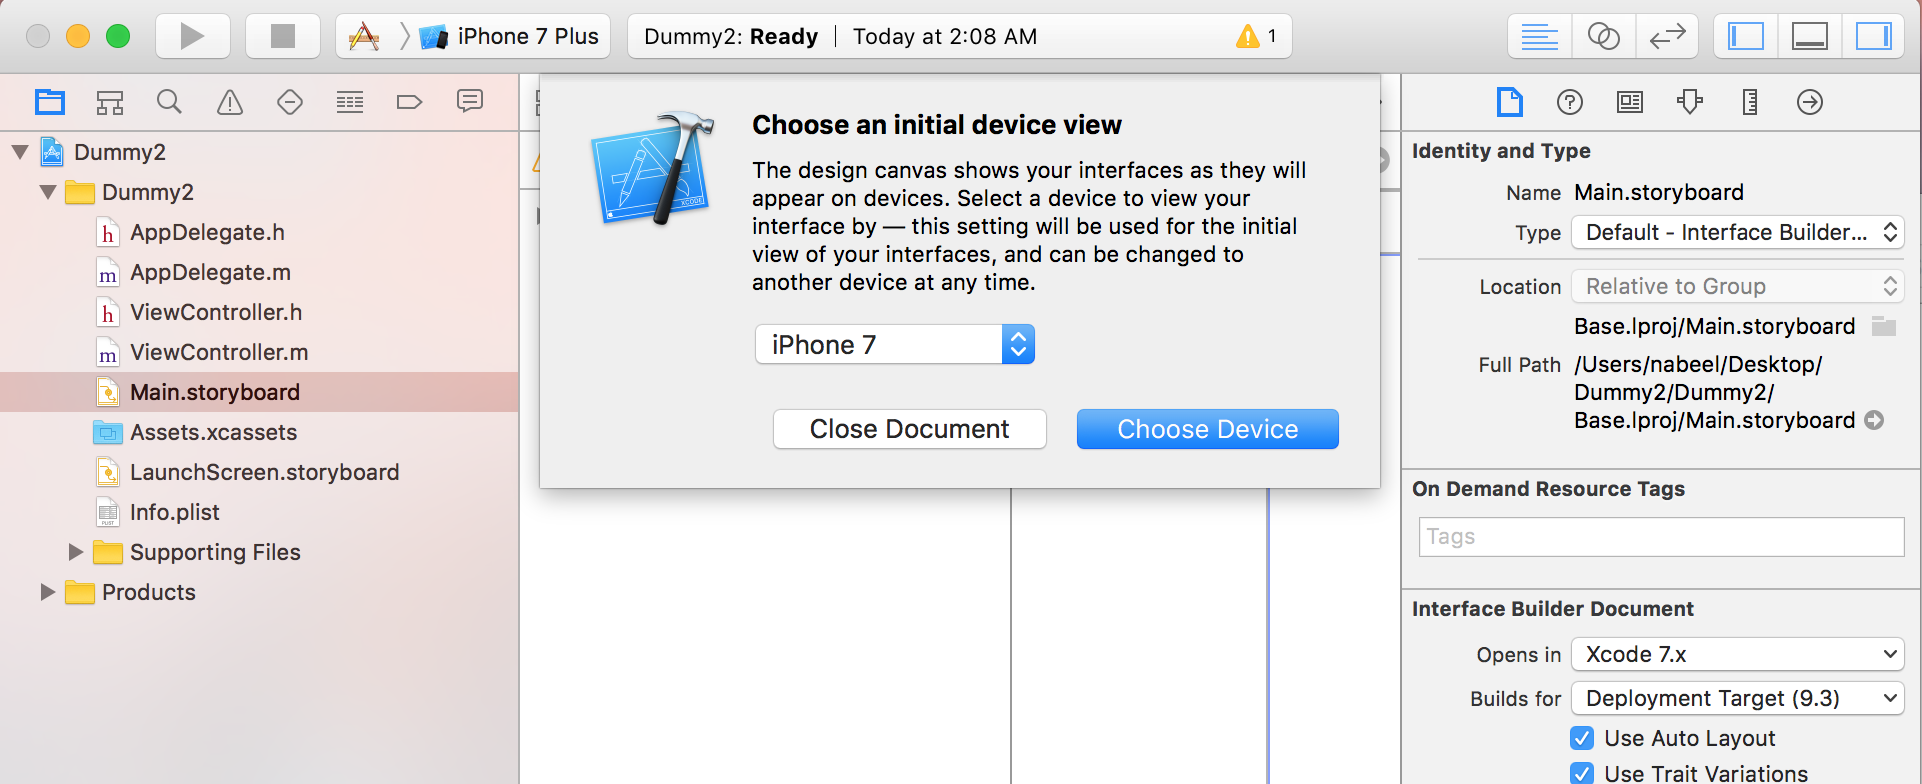 iPhone 7 Plus
Dummy2: Ready
Today at 2:08 AM
1
Dummy2
Dummy2
h AppDelegate.h
m AppDelegate.m
h ViewController.h
m ViewController.m
Main.storyboard
Assets.xcassets
LaunchScreen.storyboard
PLIST Info.plist
Supporting Files
Products
XCODE
Choose an initial device view
The design canvas shows your interfaces as they will
appear on devices. Select a device to view your
interface by — this setting will be used for the initial
view of your interfaces, and can be changed to
another device at any time.
iPhone 7
Close Document
Choose Device
Identity and Type
Name Main.storyboard
Type Default - Interface Builder...
Location Relative to Group
Base.lproj/Main.storyboard
Full Path /Users/nabeel/Desktop/
Dummy2/Dummy2/
Base.lproj/Main.storyboard
On Demand Resource Tags
Tags
Interface Builder Document
Opens in Xcode 7.x
Builds for Deployment Target (9.3)
Use Auto Layout
Use Trait Variations